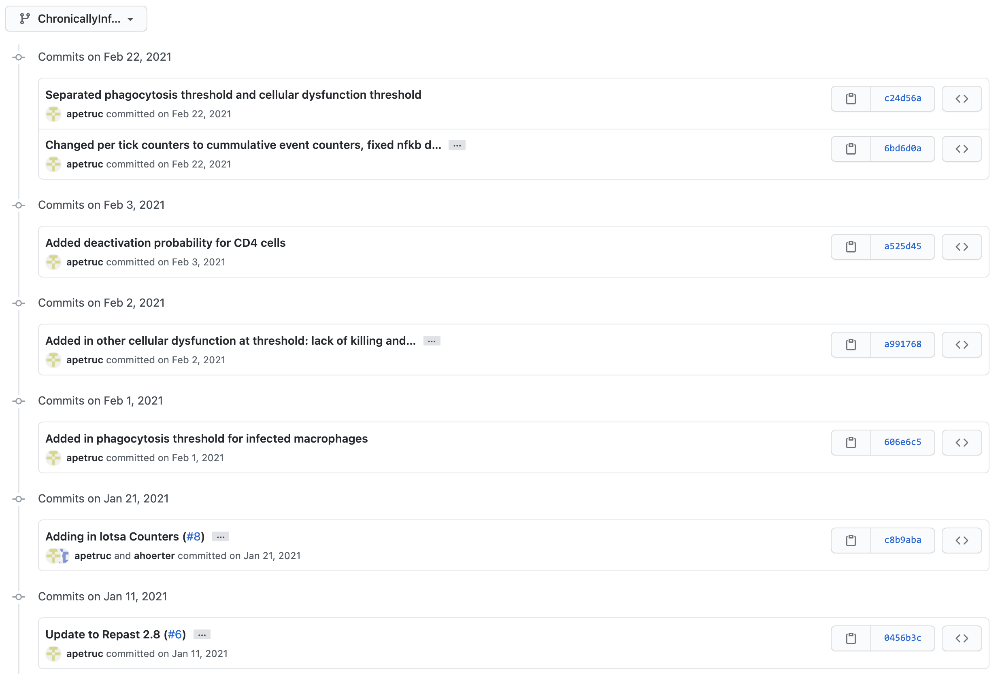 ChronicallyInf...
Commits on Feb 22, 2021
Separated phagocytosis threshold and cellular dysfunction threshold
apetruc committed on Feb 22, 2021
c24d56a
Changed per tick counters to cummulative event counters, fixed nfkb d... ...
apetruc committed on Feb 22, 2021
6bd6d0a
Commits on Feb 3, 2021
Added deactivation probability for CD4 cells
apetruc committed on Feb 3, 2021
a525d45
Commits on Feb 2, 2021
Added in other cellular dysfunction at threshold: lack of killing and... ...
apetruc committed on Feb 2, 2021
a991768
Commits on Feb 1, 2021
Added in phagocytosis threshold for infected macrophages
apetruc committed on Feb 1, 2021
606e6c5
Commits on Jan 21, 2021
Adding in lotsa Counters (#8) ...
apetruc and ahoerter committed on Jan 21, 2021
c8b9aba
Commits on Jan 11, 2021
Update to Repast 2.8 (#6) ...
apetruc committed on Jan 11, 2021
0456b3c